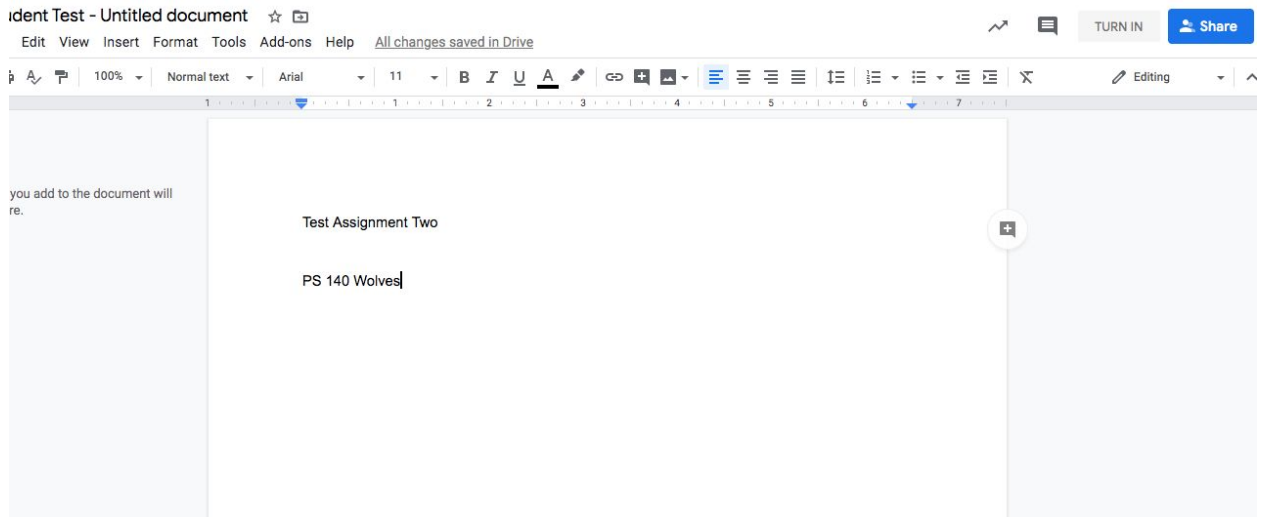 ıdent Test - Untitled document
Edit View Insert Format Tools Add-ons Help All changes saved in Drive
TURN IN
Share
100% Normal text Arial 11 B I U A Editing
1 1 2 3 4 5 6 7
you add to the document will
re.
Test Assignment Two
PS 140 Wolves